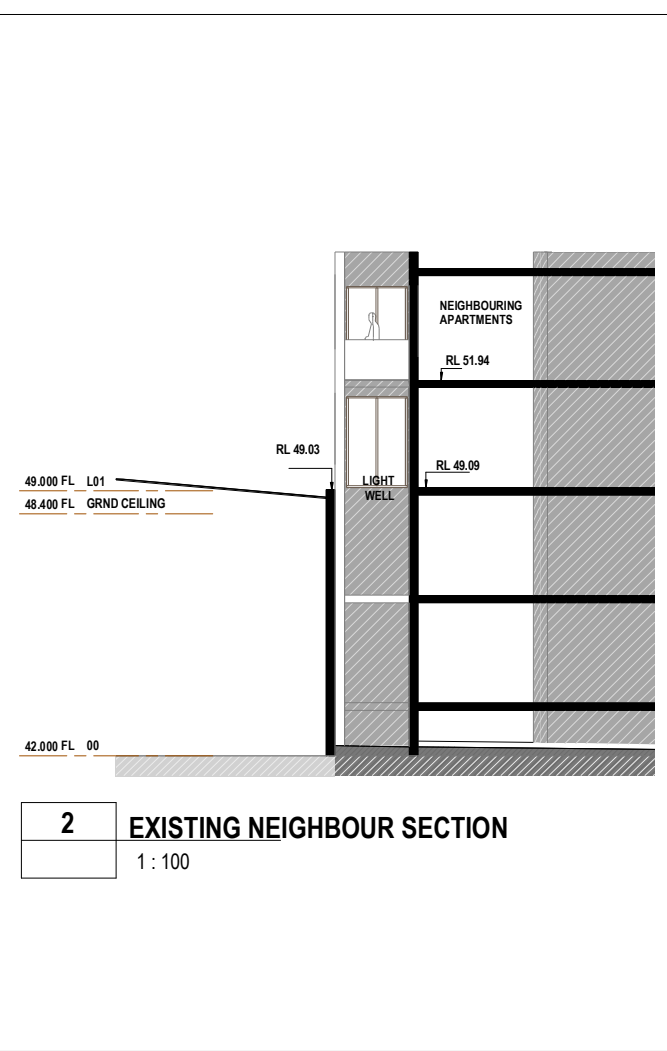 NEIGHBOURING
APARTMENTS
RL 51.94
RL 49.03
RL 49.09
49.000 FL L01
LIGHT
WELL
48.400 FL GRND CEILING
42.000 FL 00
2
EXISTING NEIGHBOUR SECTION
1 : 100